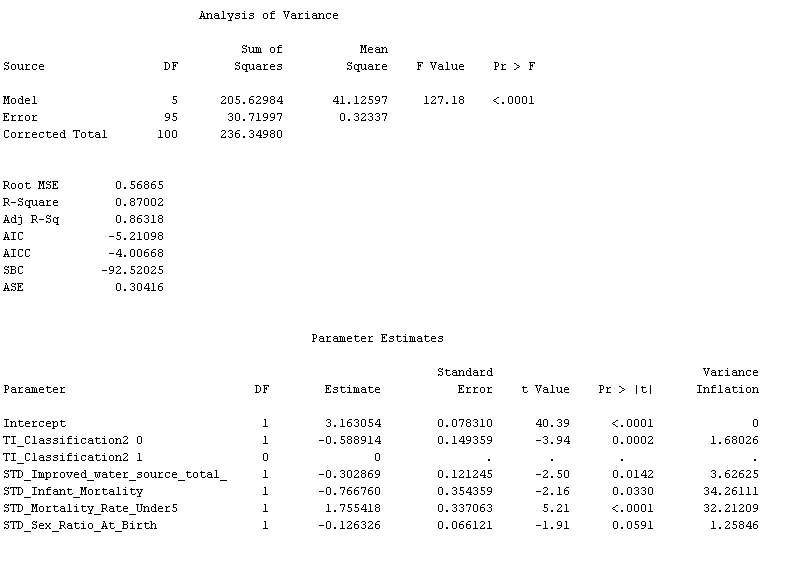 Analysis of Variance
Sum of Mean
Source DF Squares Square F Value Pr > F
Model 5 205.62984 41.12597 127.18 <.0001
Error 95 30.71997 0.32337
Corrected Total 100 236.34980
Root MSE 0.56865
R-Square 0.87002
Adj R-Sq 0.86318
AIC -5.21098
AICC -4.00668
SBC -92.52025
ASE 0.30416
Parameter Estimates
Standard Variance
Parameter DF Estimate Error t Value Pr > |t| Inflation
Intercept 1 3.163054 0.078310 40.39 <.0001 0
TI_Classification2 0 1 -0.588914 0.149359 -3.94 0.0002 1.68026
TI_Classification2 1 0 0 . . . .
STD_Improved_water_source_total_ 1 -0.302869 0.121245 -2.50 0.0142 3.62625
STD_Infant_Mortality 1 -0.766760 0.354359 -2.16 0.0330 34.26111
STD_Mortality_Rate_Under5 1 1.755418 0.337063 5.21 <.0001 32.21209
STD_Sex_Ratio_At_Birth 1 -0.126326 0.066121 -1.91 0.0591 1.25846